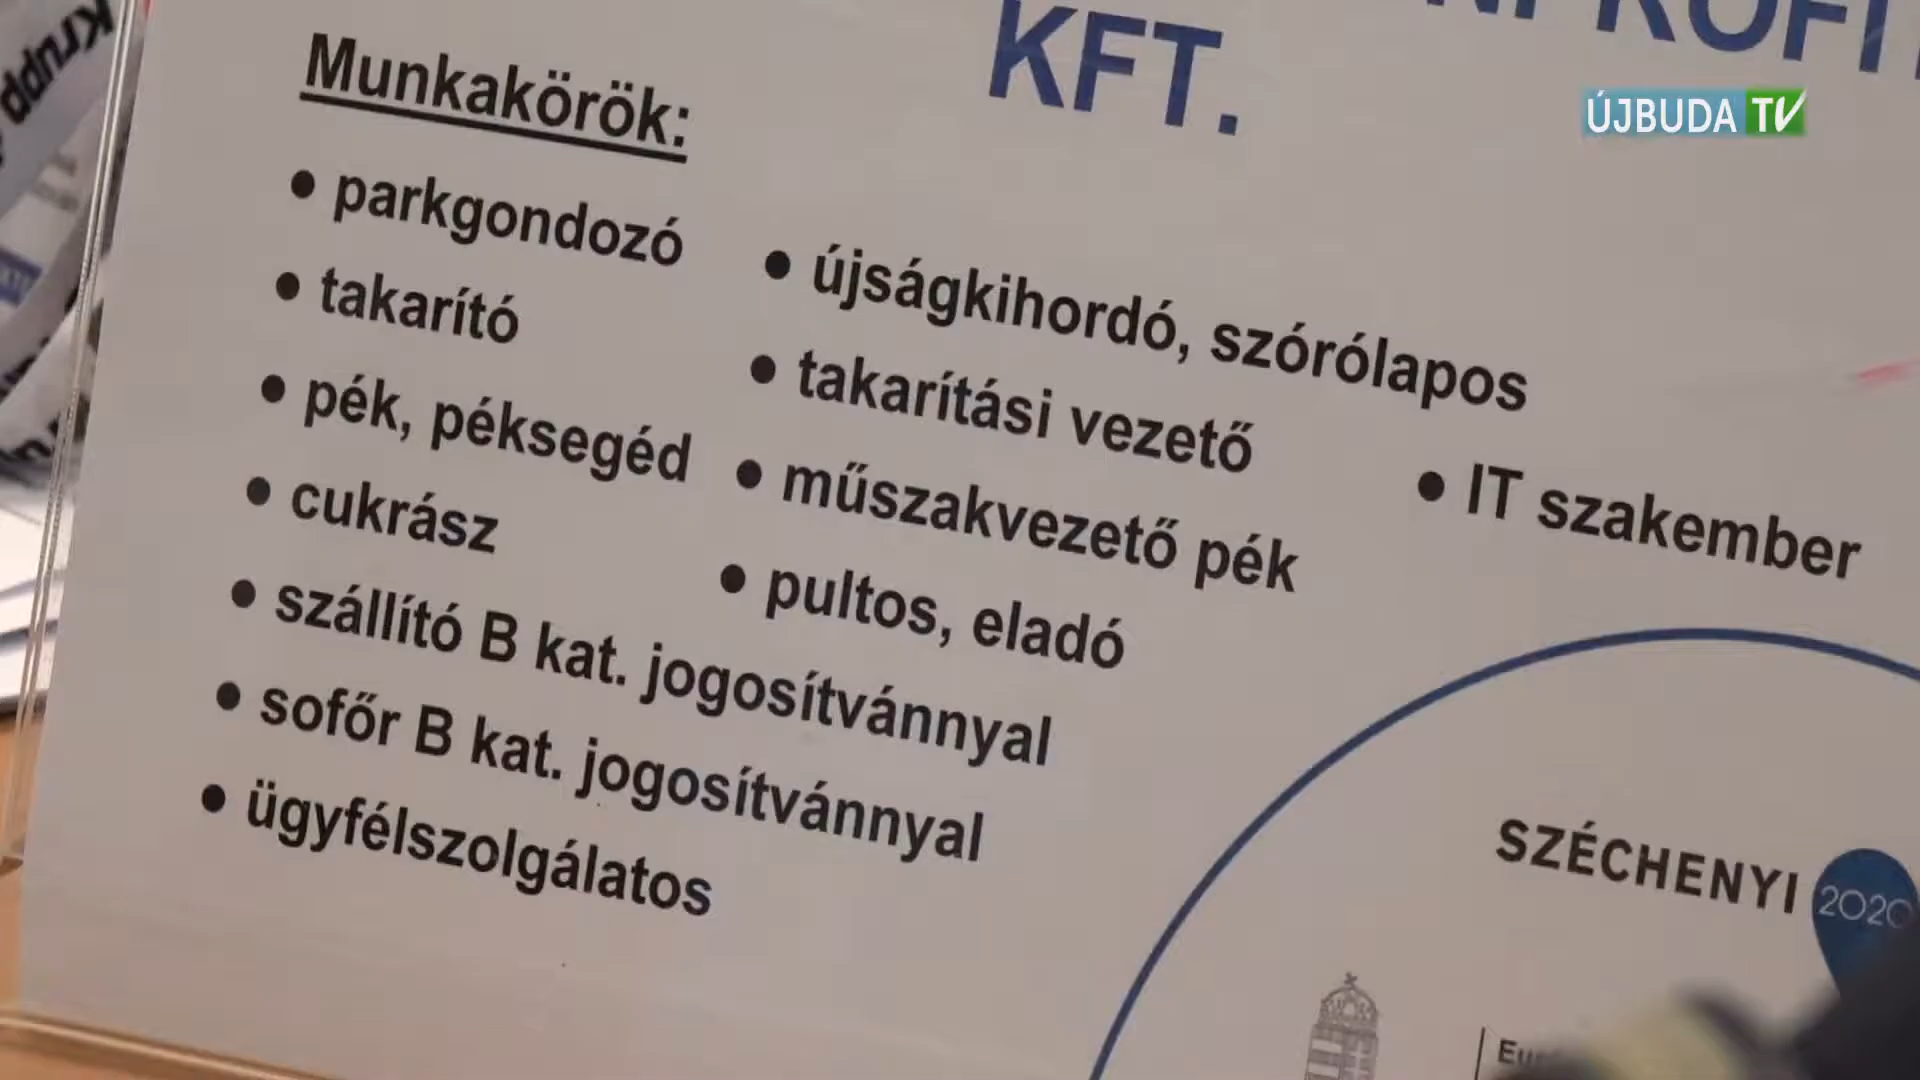 KFT.
ÚJBUDA TV
Munkakörök:
• parkgondozó
• takarító
• pék, péksegéd
• cukrász
• szállító B kat. jogosítvánnyal
• sofőr B kat. jogosítvánnyal
• ügyfélszolgálatos
• újságkihordó, szórólapos
• takarítási vezető
• műszakvezető pék
• pultos, eladó
• IT szakember
SZÉCHENYI 2020